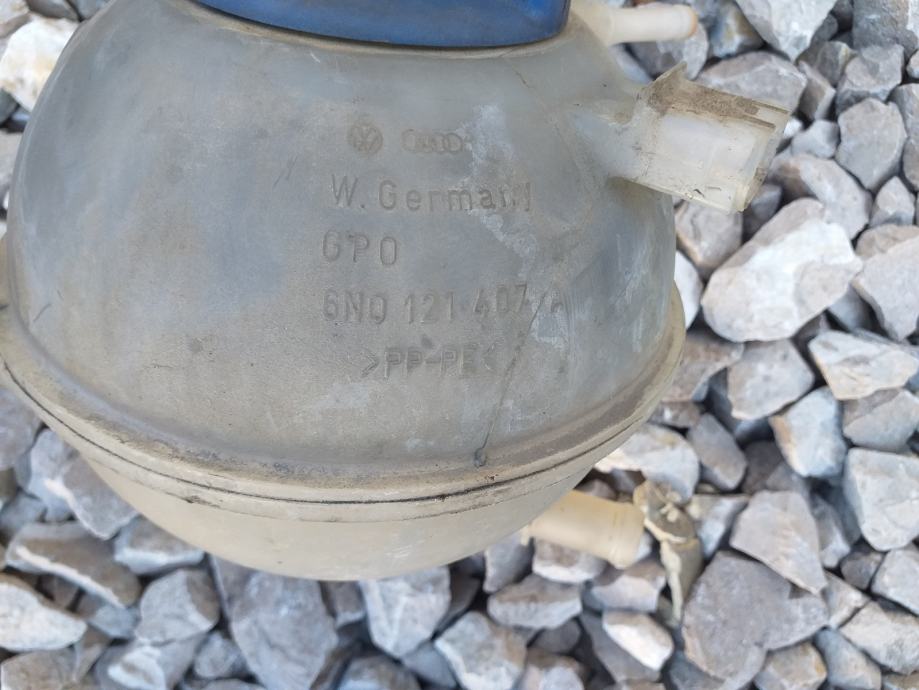 W. Germany
GPO
6N0 121 407 A
>PP-PE<